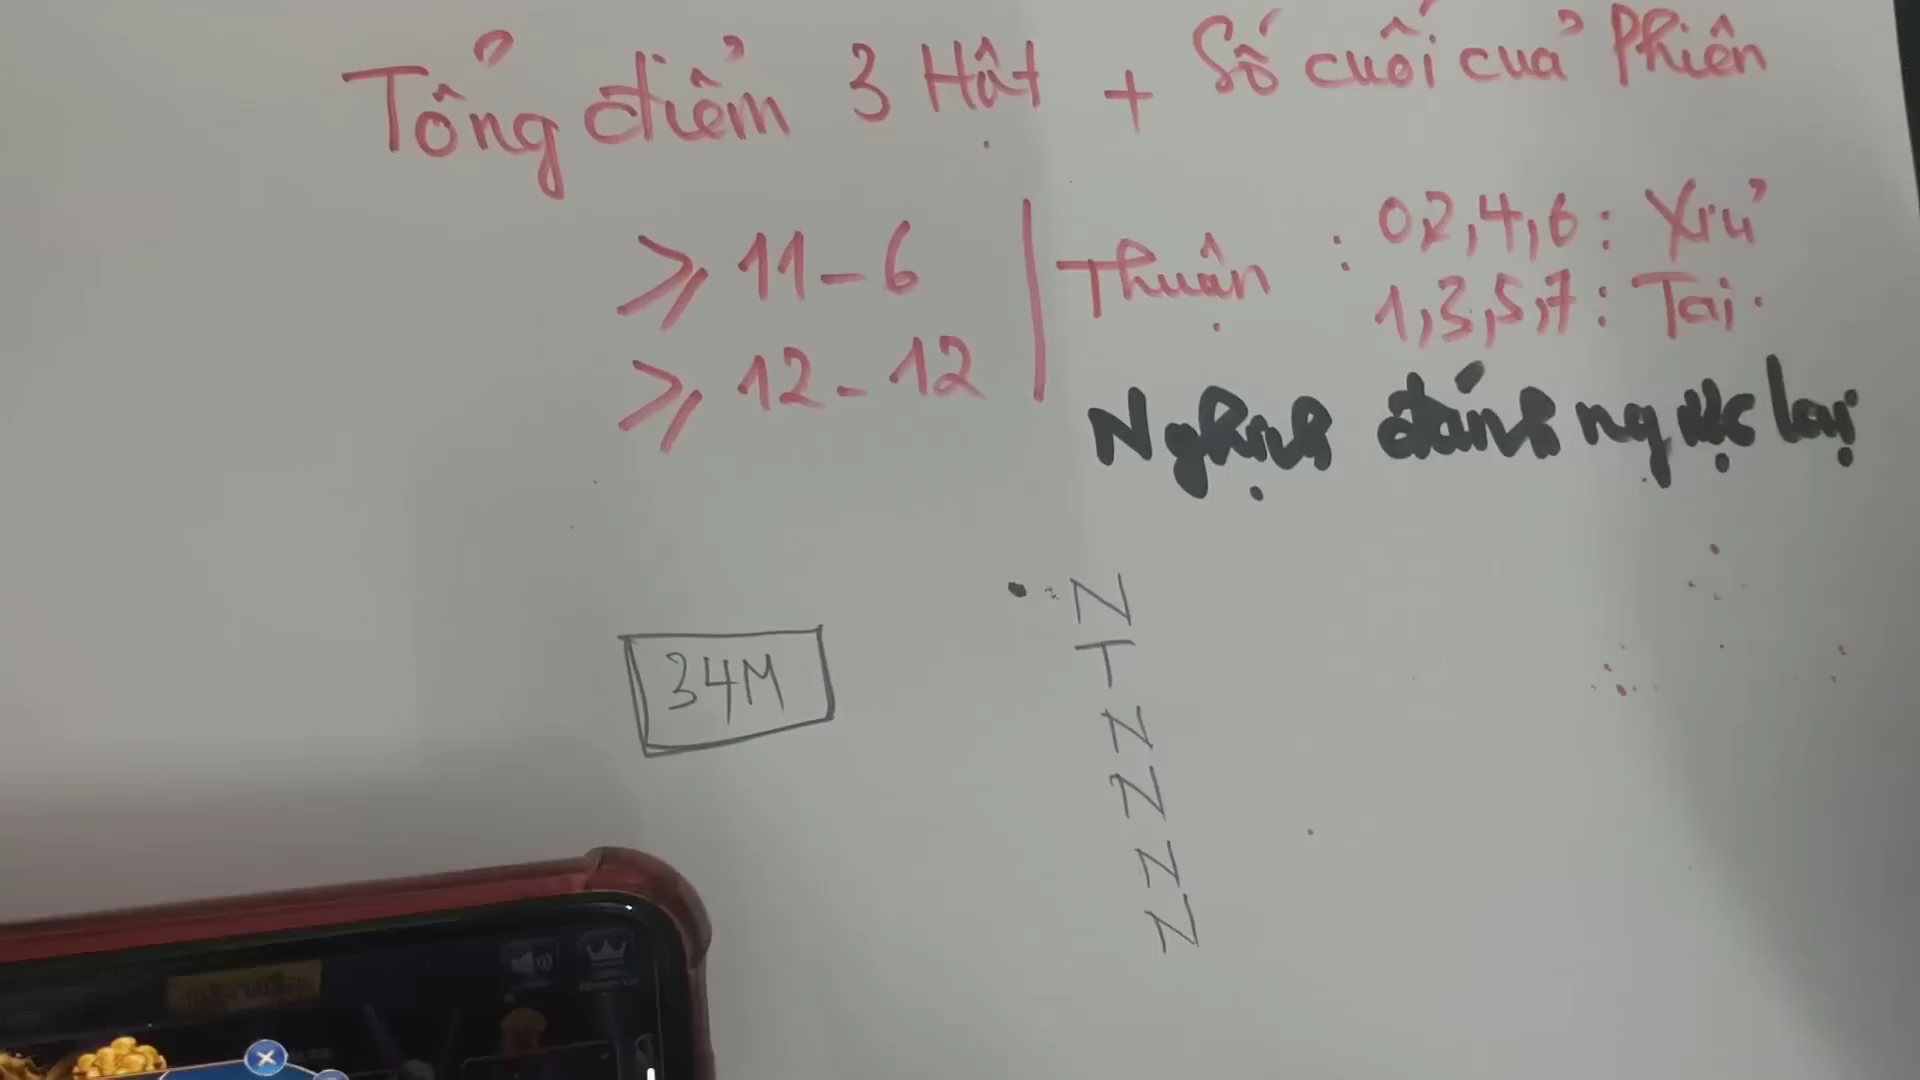 Tổng điểm 3 Hột + Số cuối của Phiên
≥ 11 - 6
≥ 12 - 12
Thuận : 0,2,4,6 : Xỉu
1,3,5,7 : Tài
Nghịch đánh ngược lại
34M
N
T
N
N
N
N